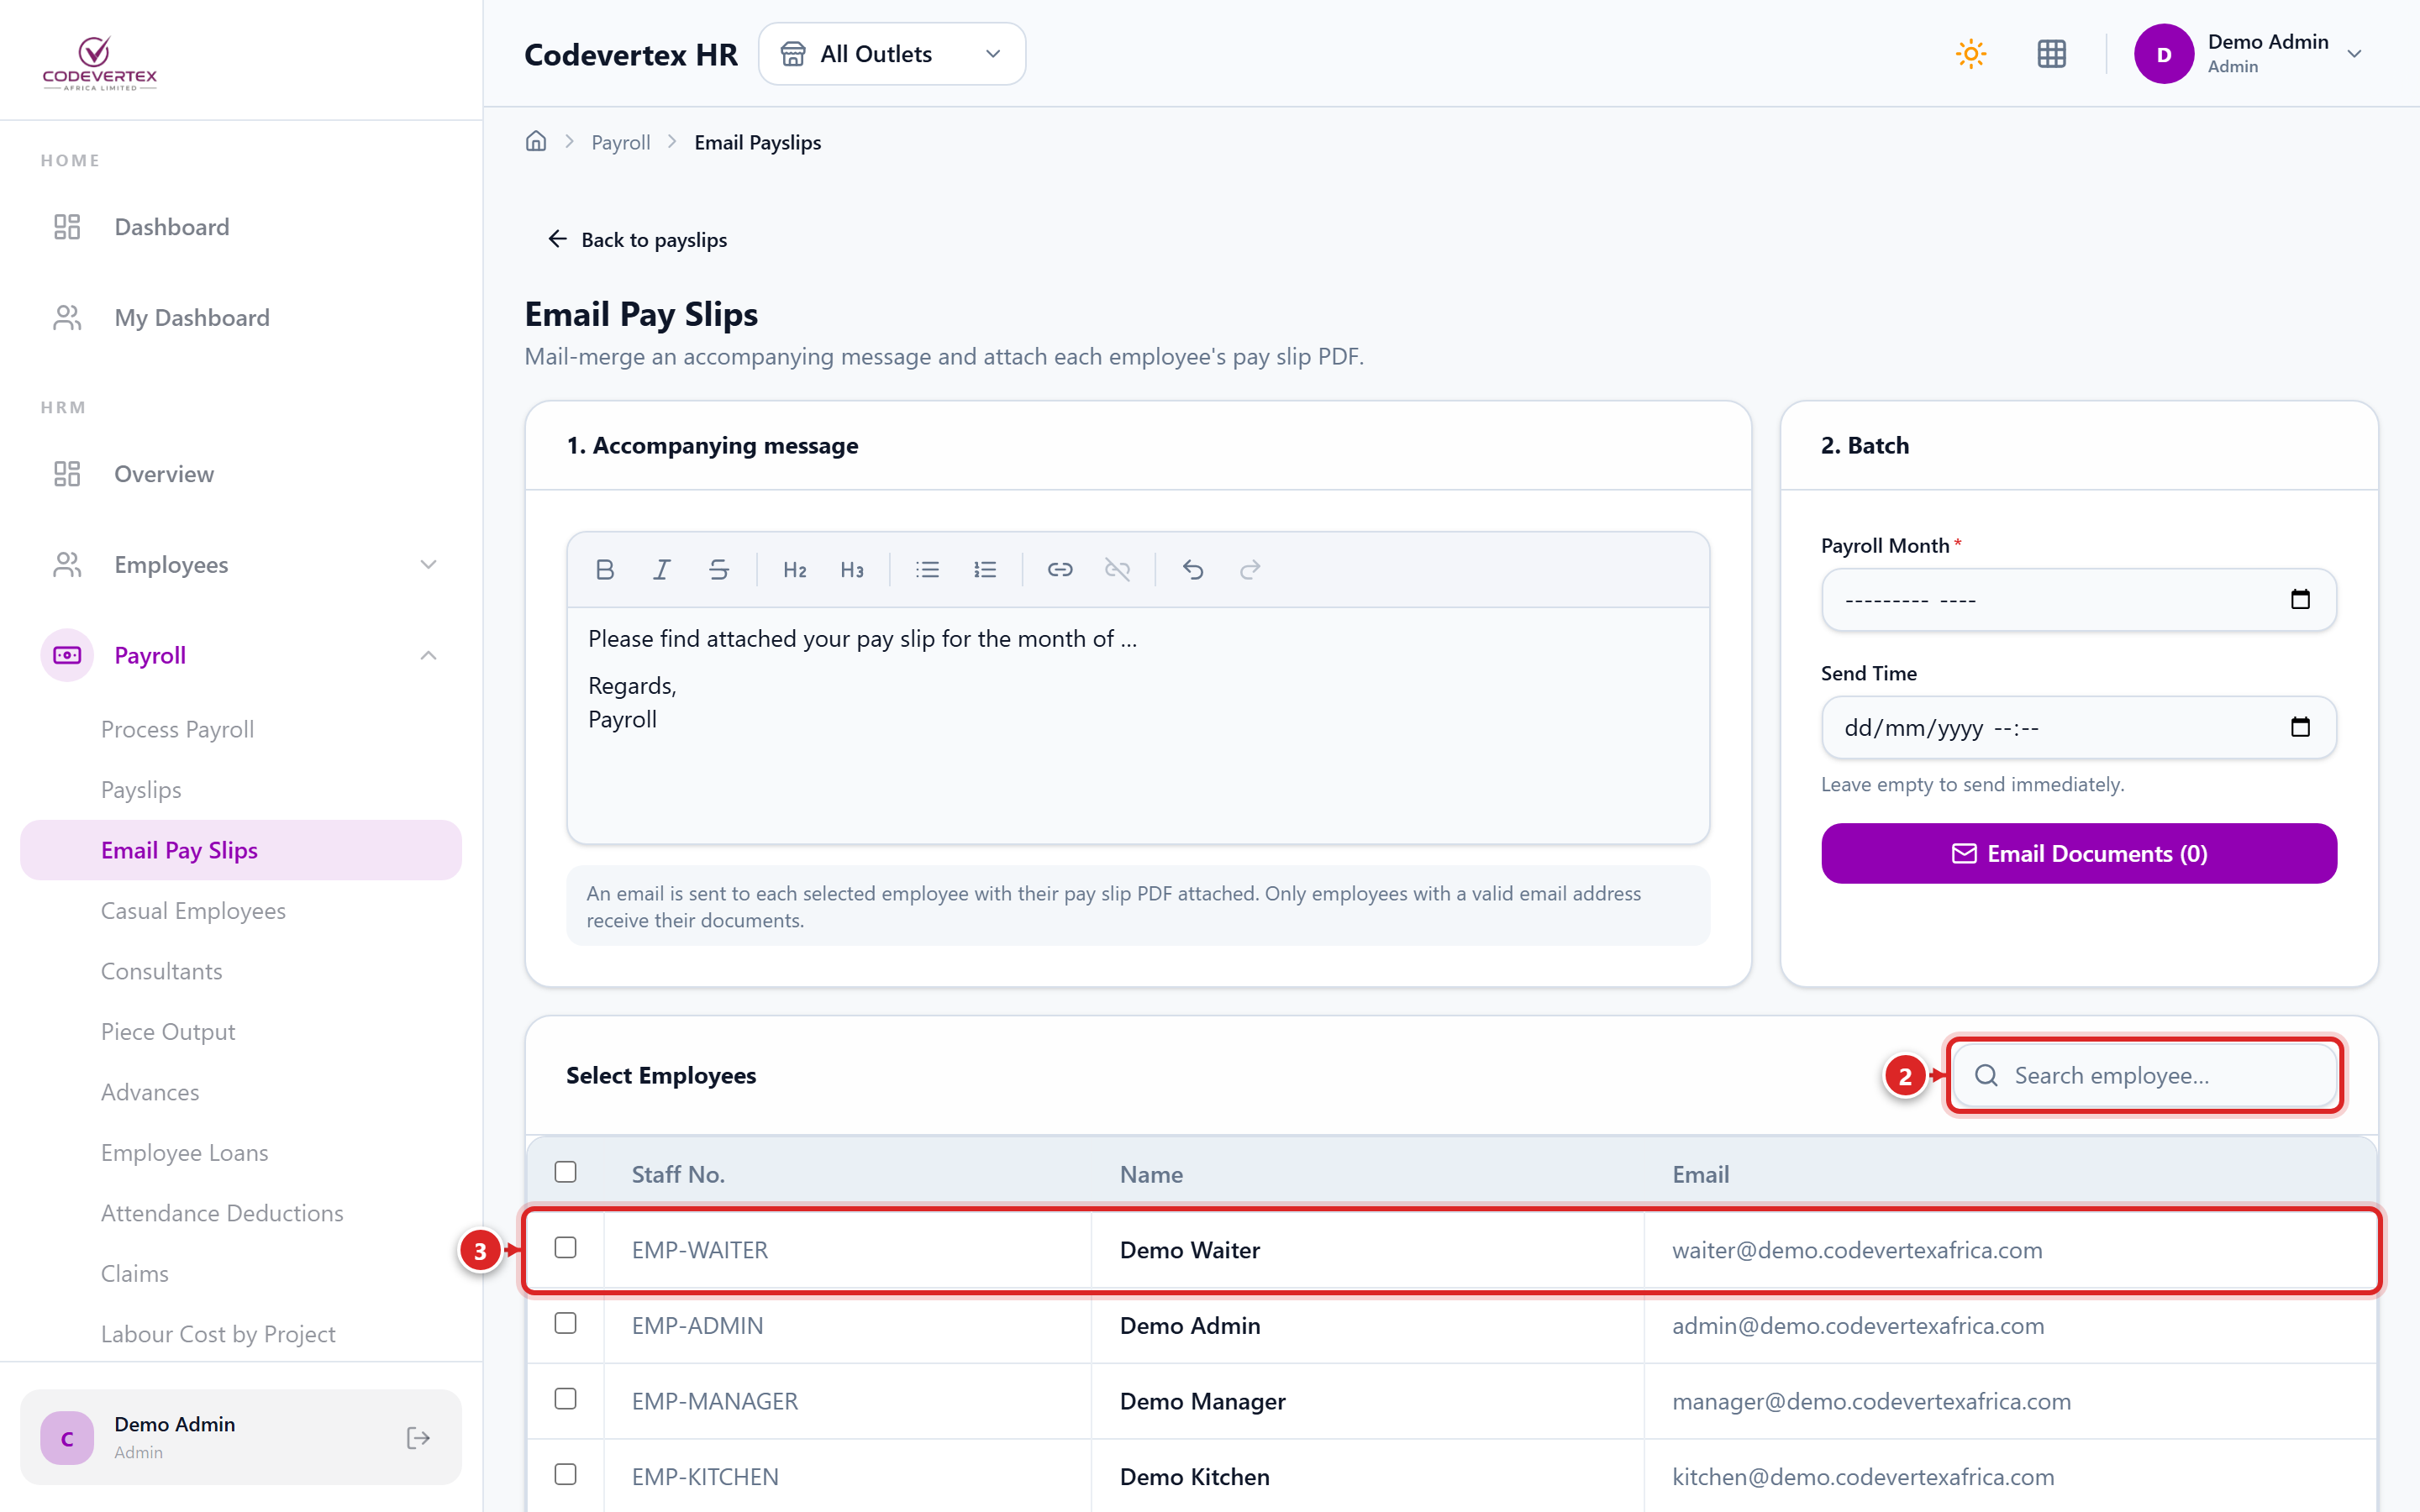 CODEVERTEX
AFRICA LIMITED
HOME
Dashboard
My Dashboard
HRM
Overview
Employees
Payroll
Process Payroll
Payslips
Email Pay Slips
Casual Employees
Consultants
Piece Output
Advances
Employee Loans
Attendance Deductions
Claims
Labour Cost by Project
C
Demo Admin
Admin
Codevertex HR
All Outlets
D
Demo Admin
Admin
Payroll
Email Payslips
Back to payslips
Email Pay Slips
Mail-merge an accompanying message and attach each employee's pay slip PDF.
1. Accompanying message
H2
H3
Please find attached your pay slip for the month of ...
Regards,
Payroll
An email is sent to each selected employee with their pay slip PDF attached. Only employees with a valid email address
receive their documents.
2. Batch
Payroll Month *
--------- ----
Send Time
dd/mm/yyyy --:--
Leave empty to send immediately.
Email Documents (0)
Select Employees
2
Search employee...
Staff No. Name Email
3
EMP-WAITER Demo Waiter waiter@demo.codevertexafrica.com
EMP-ADMIN Demo Admin admin@demo.codevertexafrica.com
EMP-MANAGER Demo Manager manager@demo.codevertexafrica.com
EMP-KITCHEN Demo Kitchen kitchen@demo.codevertexafrica.com